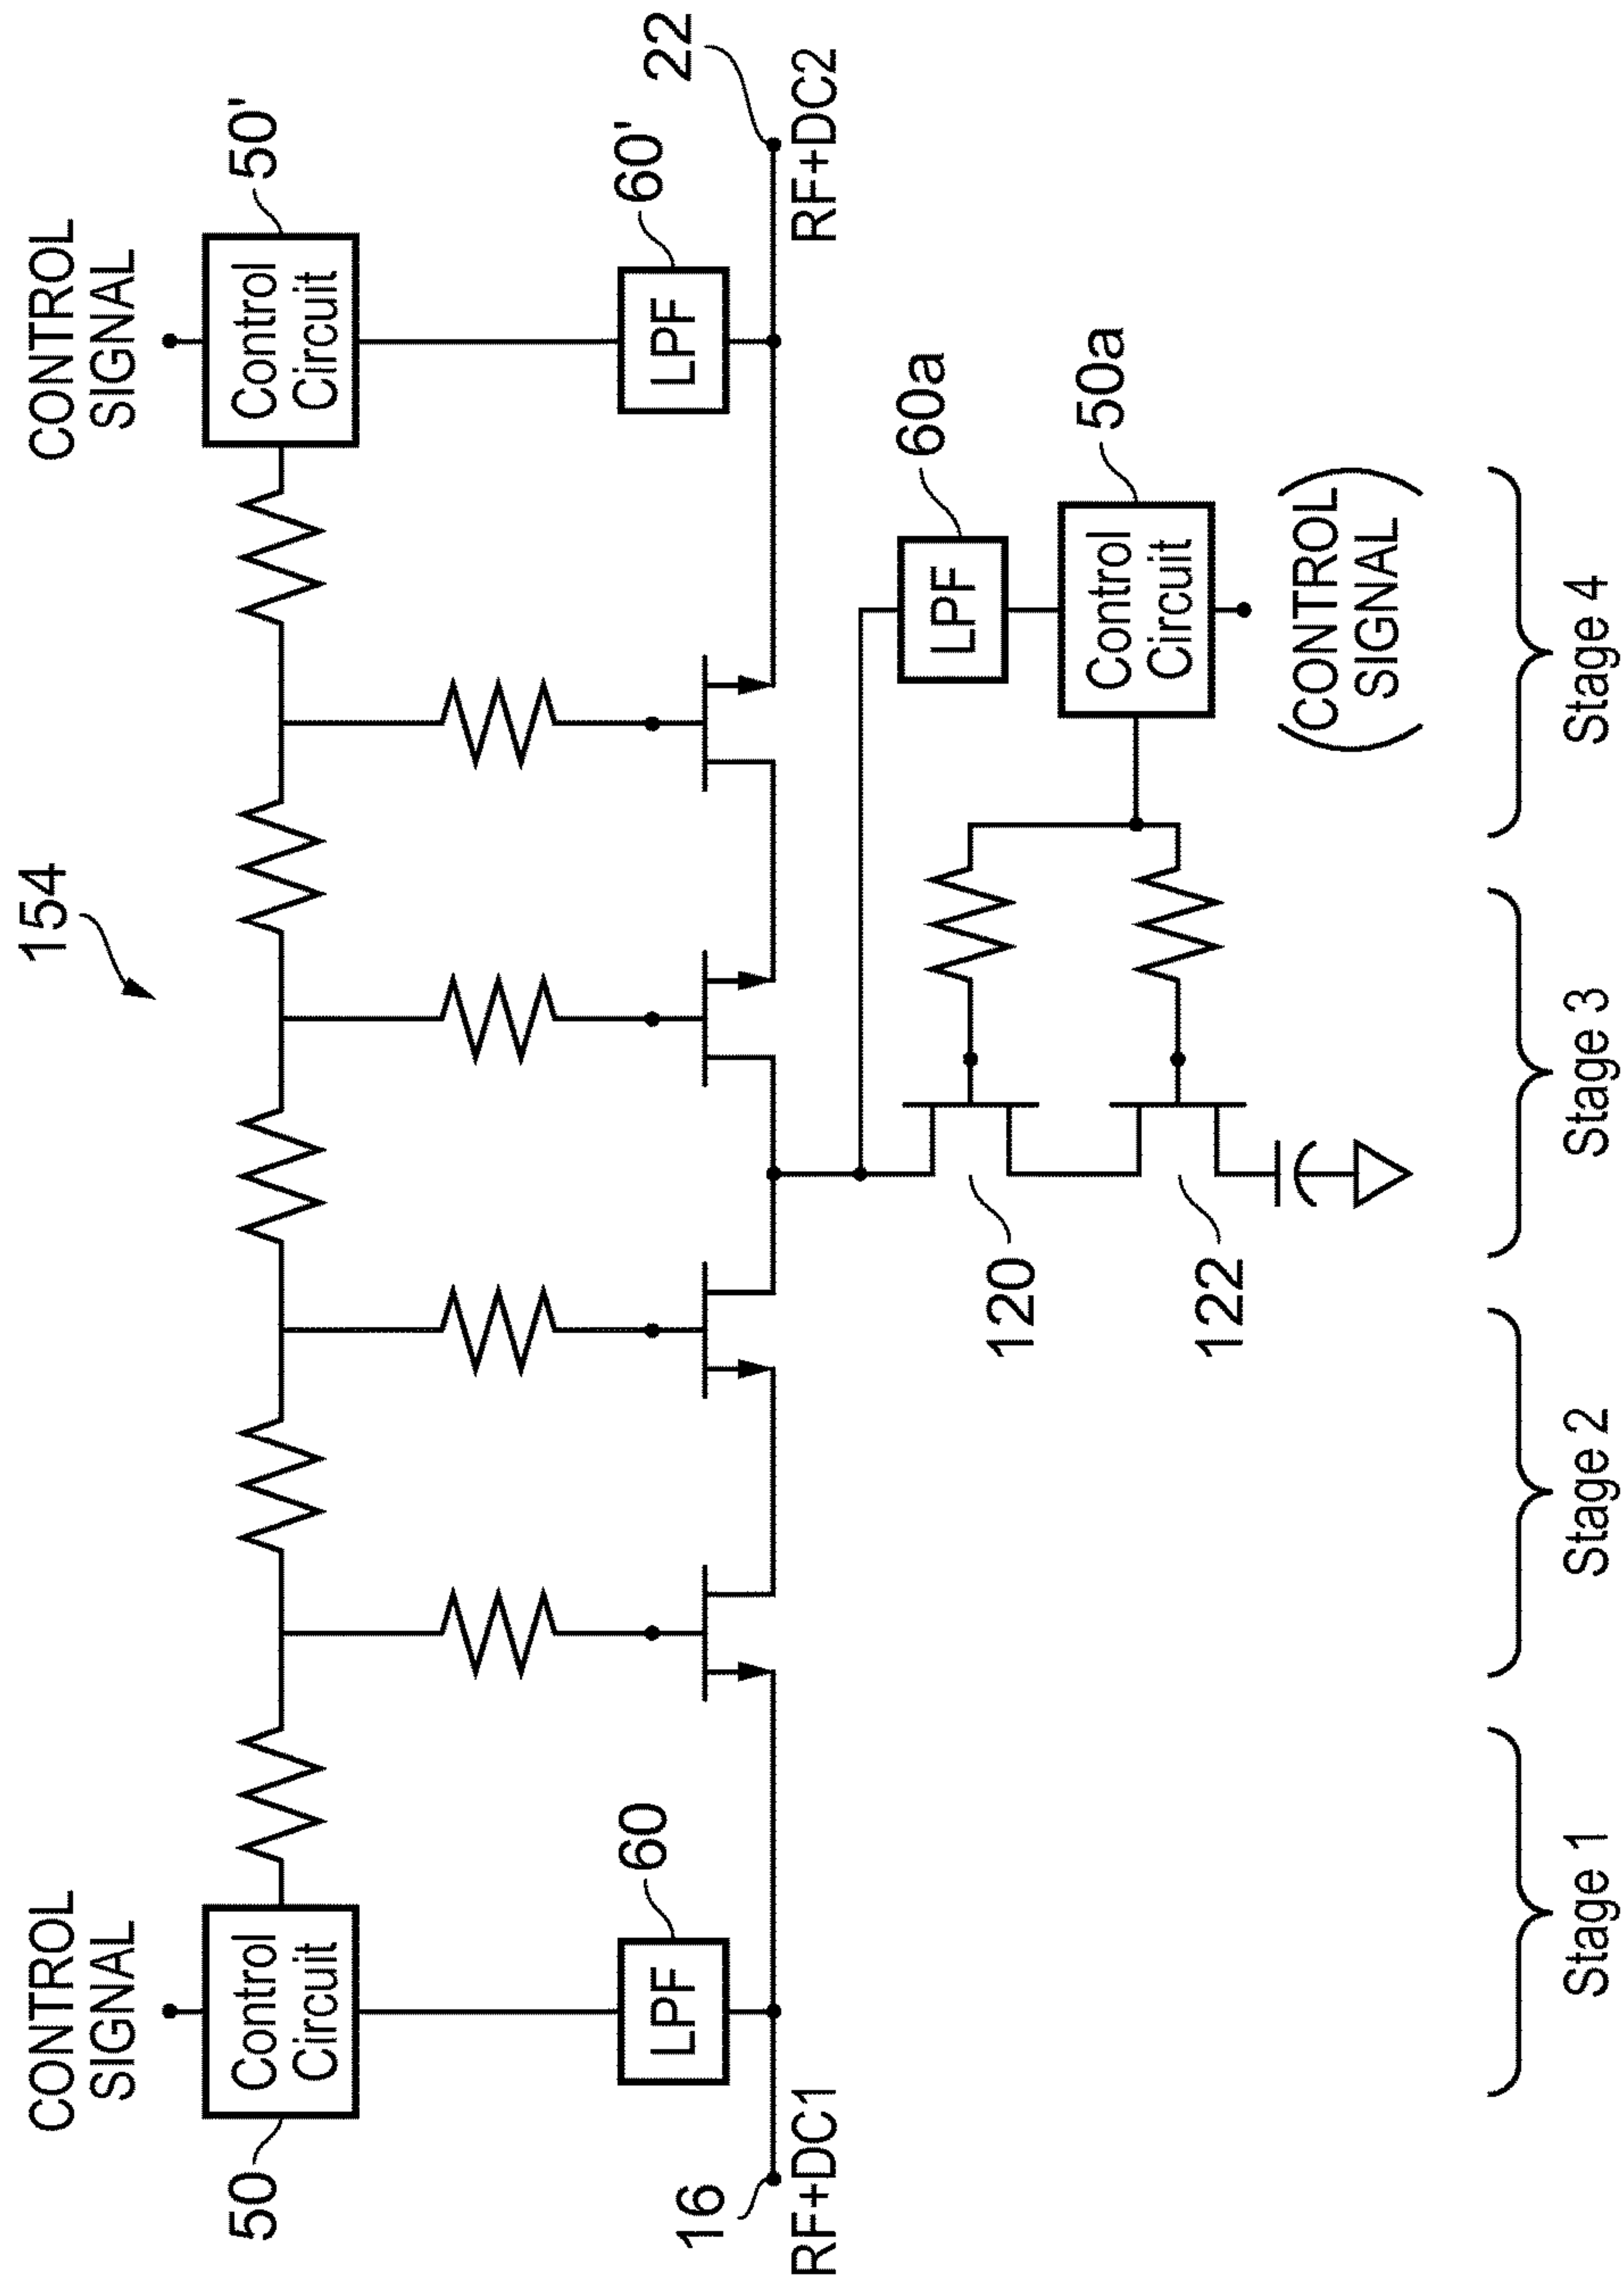 154
CONTROL
SIGNAL
CONTROL
SIGNAL
50
Control
Circuit
Control
Circuit
50'
60
LPF
LPF
60'
16
22
RF+DC1
RF+DC2
60a
LPF
120
50a
Control
Circuit
122
(CONTROL
SIGNAL)
Stage 1
Stage 2
Stage 3
Stage 4